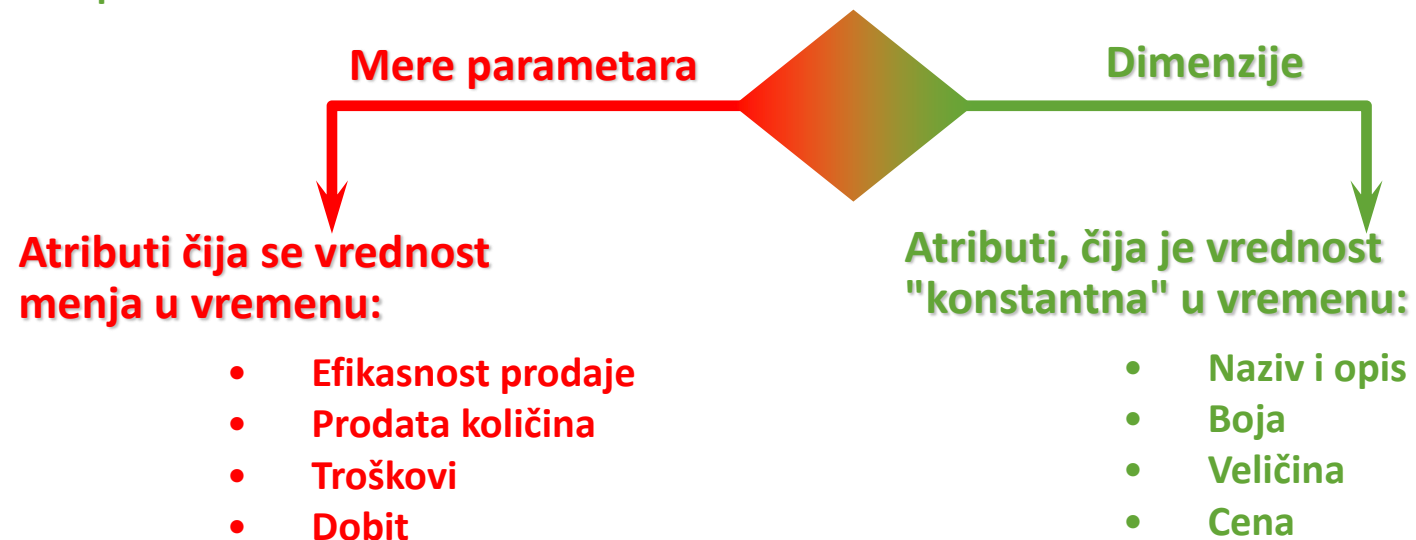 Mere parametara
Dimenzije
Atributi čija se vrednost
menja u vremenu:
• Efikasnost prodaje
• Prodata količina
• Troškovi
• Dobit
Atributi, čija je vrednost
"konstantna" u vremenu:
• Naziv i opis
• Boja
• Veličina
• Cena